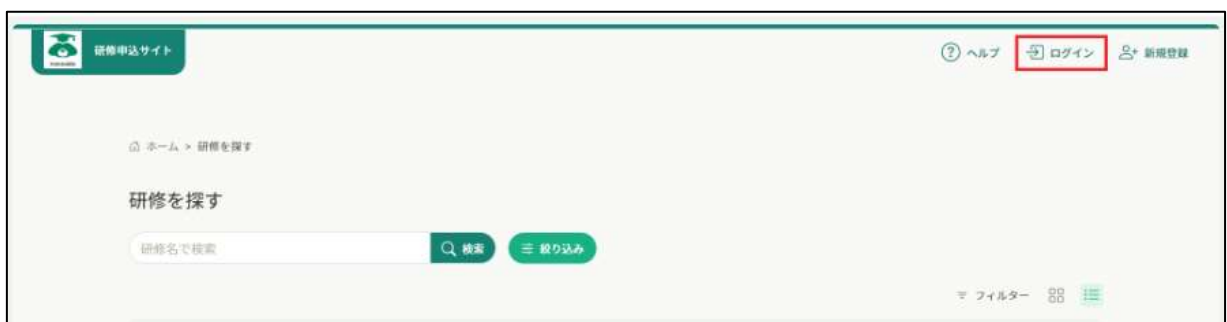 研修申込サイト
ヘルプ
ログイン
新規登録
ホーム > 研修を探す
研修を探す
研修名で検索
検索
絞り込み
フィルター